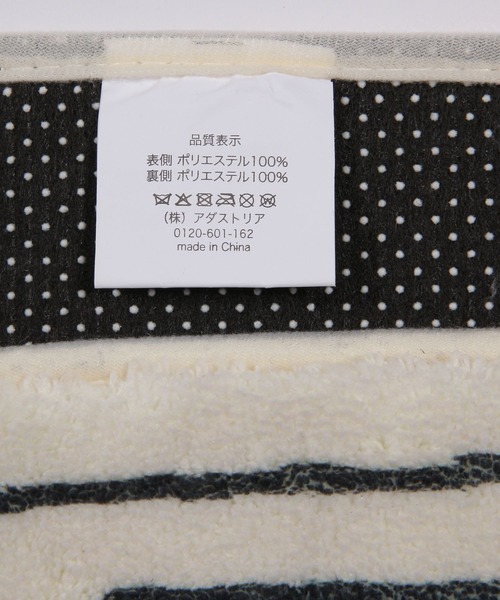 品質表示
表側 ポリエステル100%
裏側 ポリエステル100%
（株）アダストリア
0120-601-162
made in China